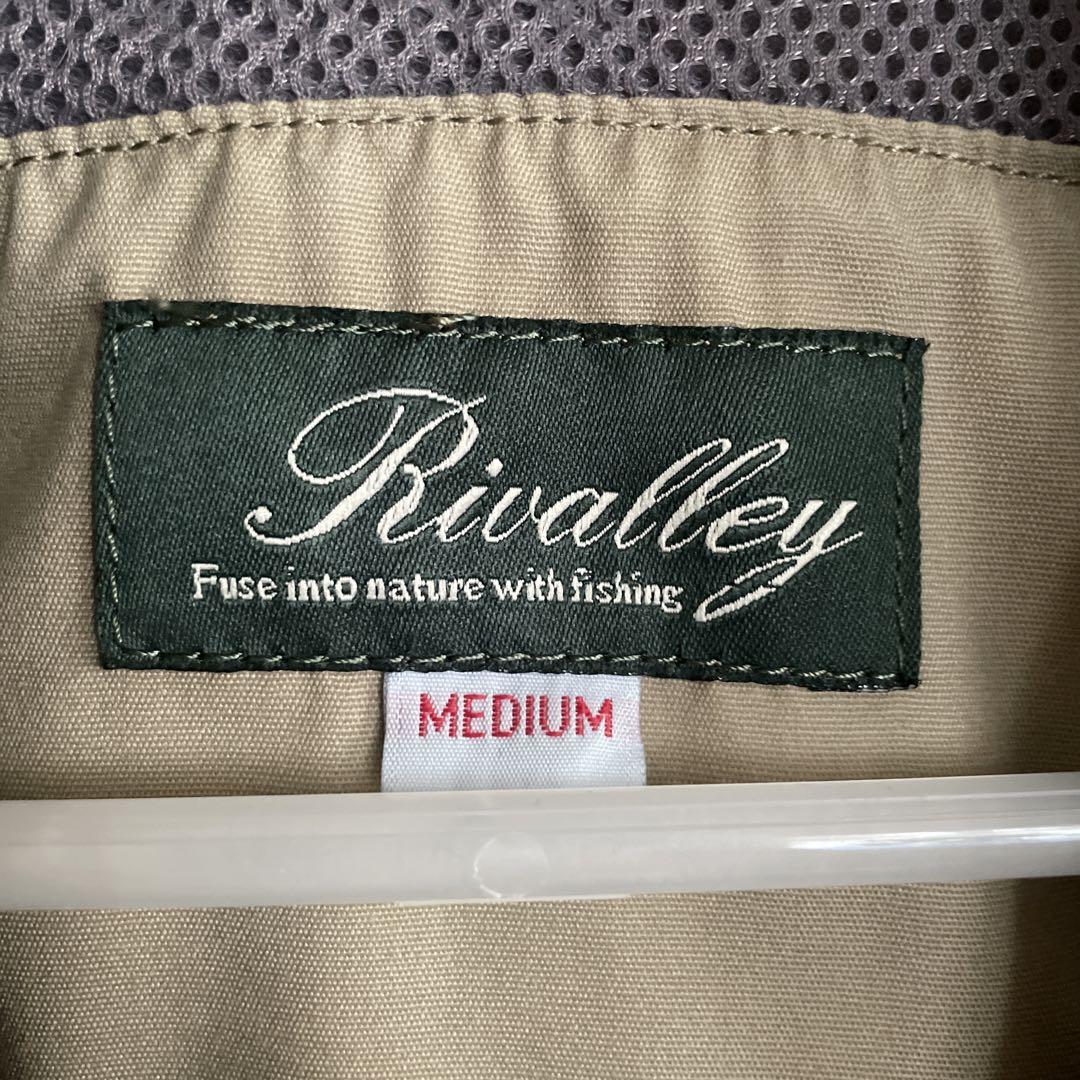 Rivalley
Fuse into nature with fishing
MEDIUM